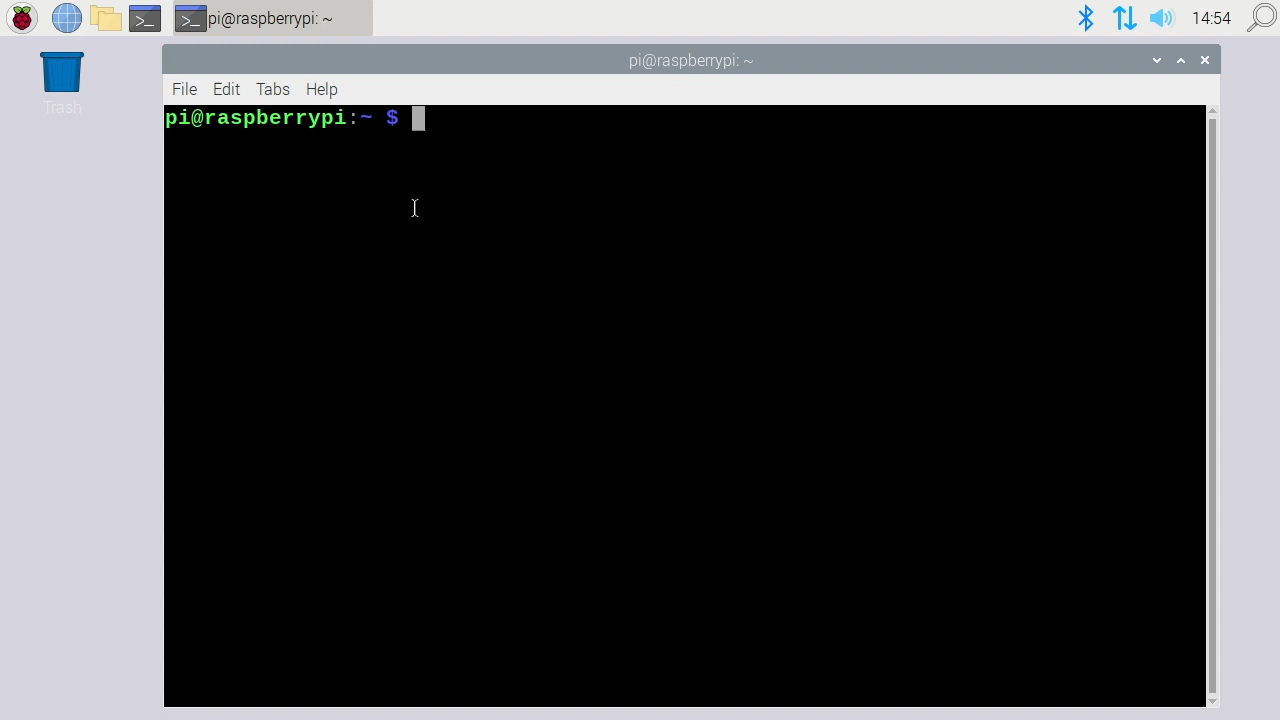 pi@raspberrypi: ~
14:54
Trash
pi@raspberrypi: ~
File Edit Tabs Help
pi@raspberrypi:~ $